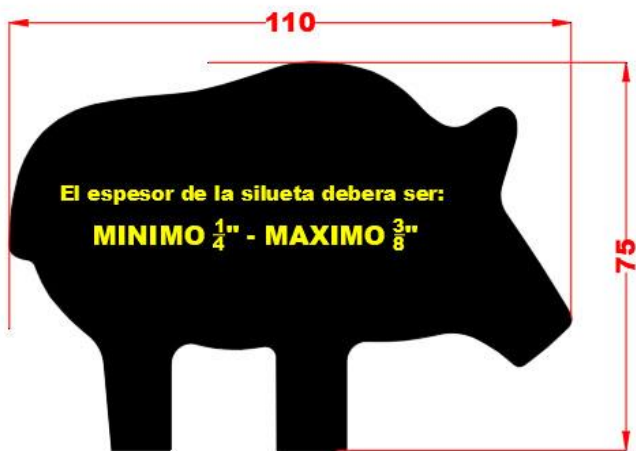 110
El espesor de la silueta debera ser:
MINIMO 1/4" - MAXIMO 3/8"
75